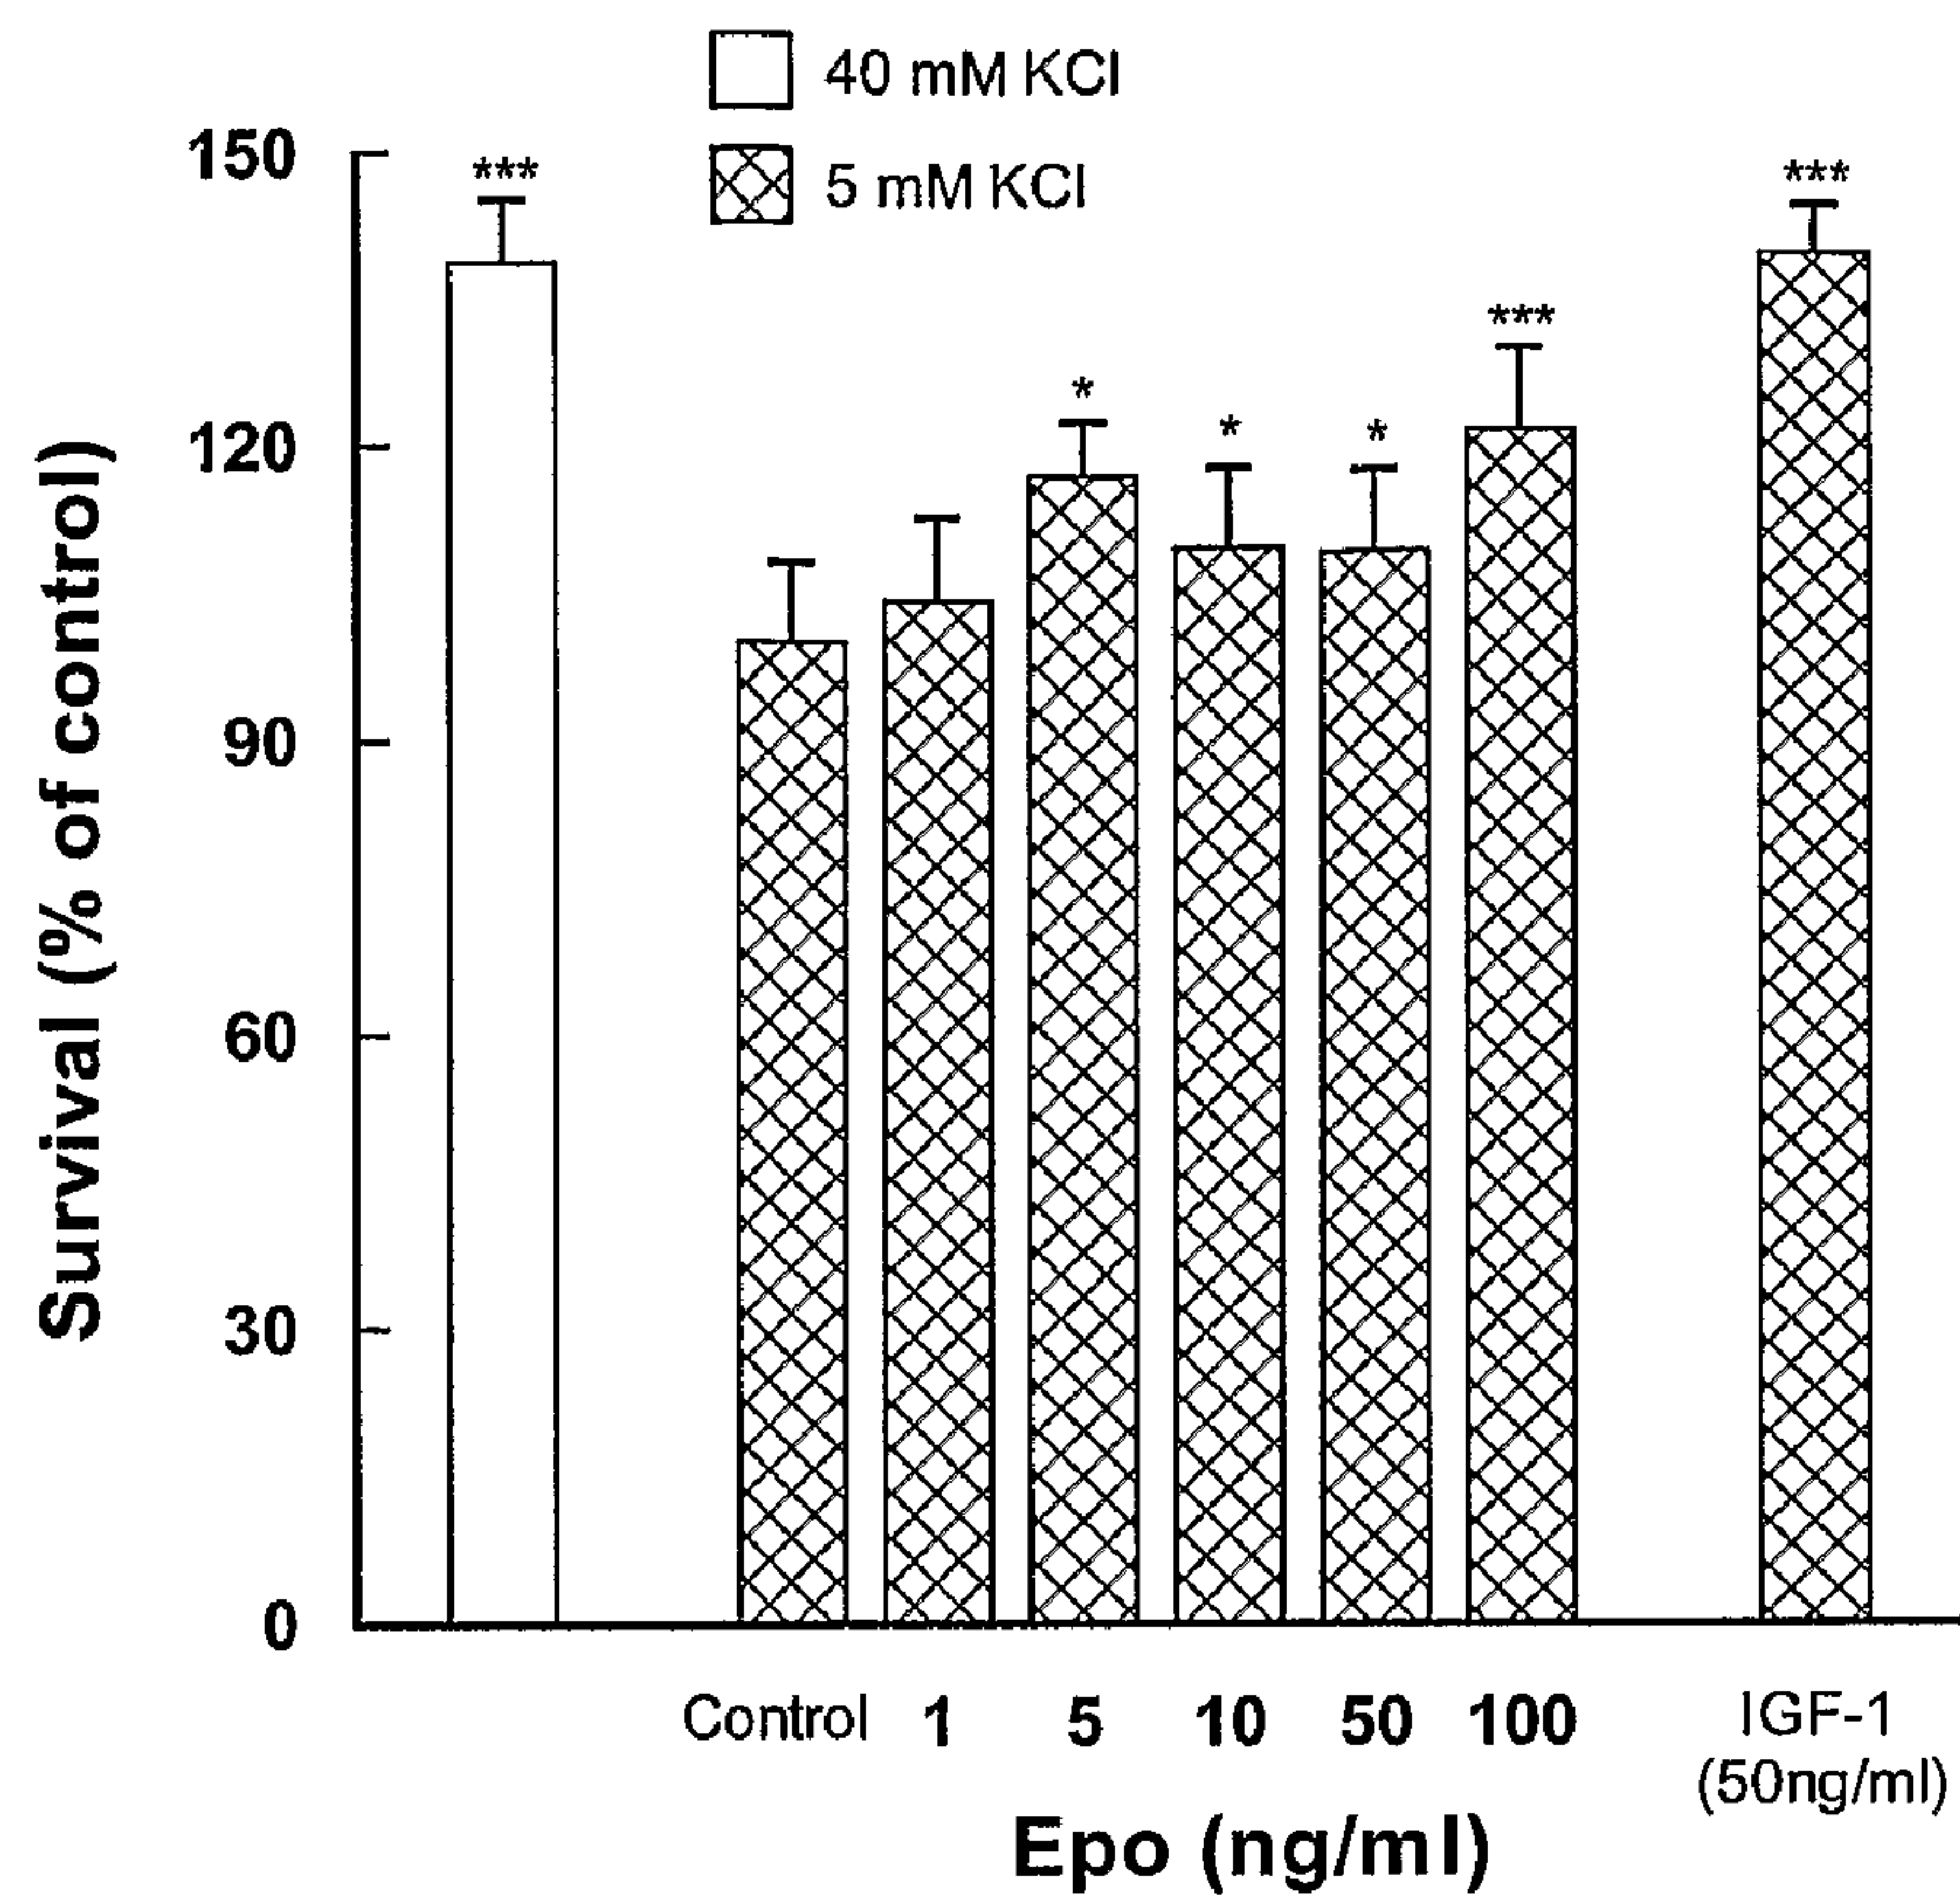 40 mM KCl
5 mM KCl
Survival (% of control)
150
120
90
60
30
0
***
*
*
*
***
***
Control 1 5 10 50 100 IGF-1
(50ng/ml)
Epo (ng/ml)